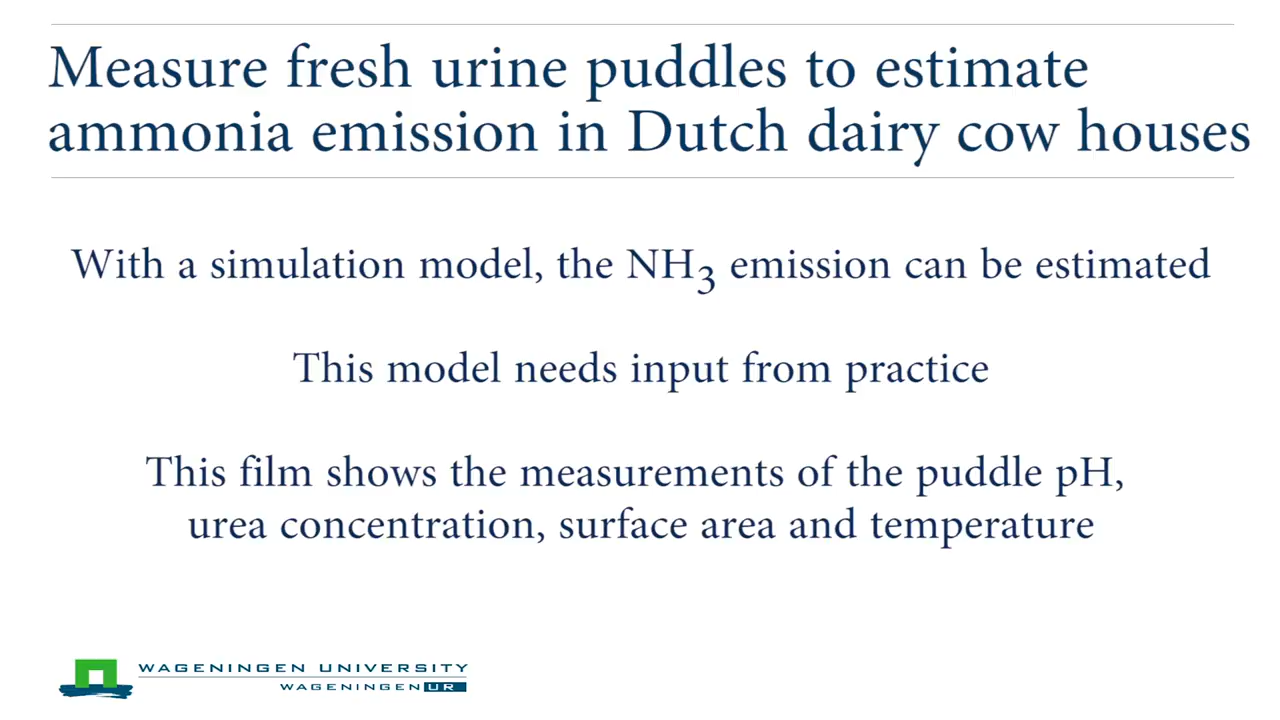 Measure fresh urine puddles to estimate
ammonia emission in Dutch dairy cow houses
With a simulation model, the NH3 emission can be estimated
This model needs input from practice
This film shows the measurements of the puddle pH,
urea concentration, surface area and temperature
WAGENINGEN UNIVERSITY
WAGENINGEN UR